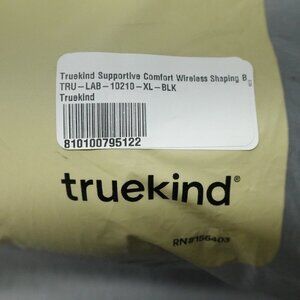 Truekind Supportive Comfort Wireless Shaping B
TRU-LAB-10210-XL-BLK
Truekind
810100795122
truekind®
RN#156403